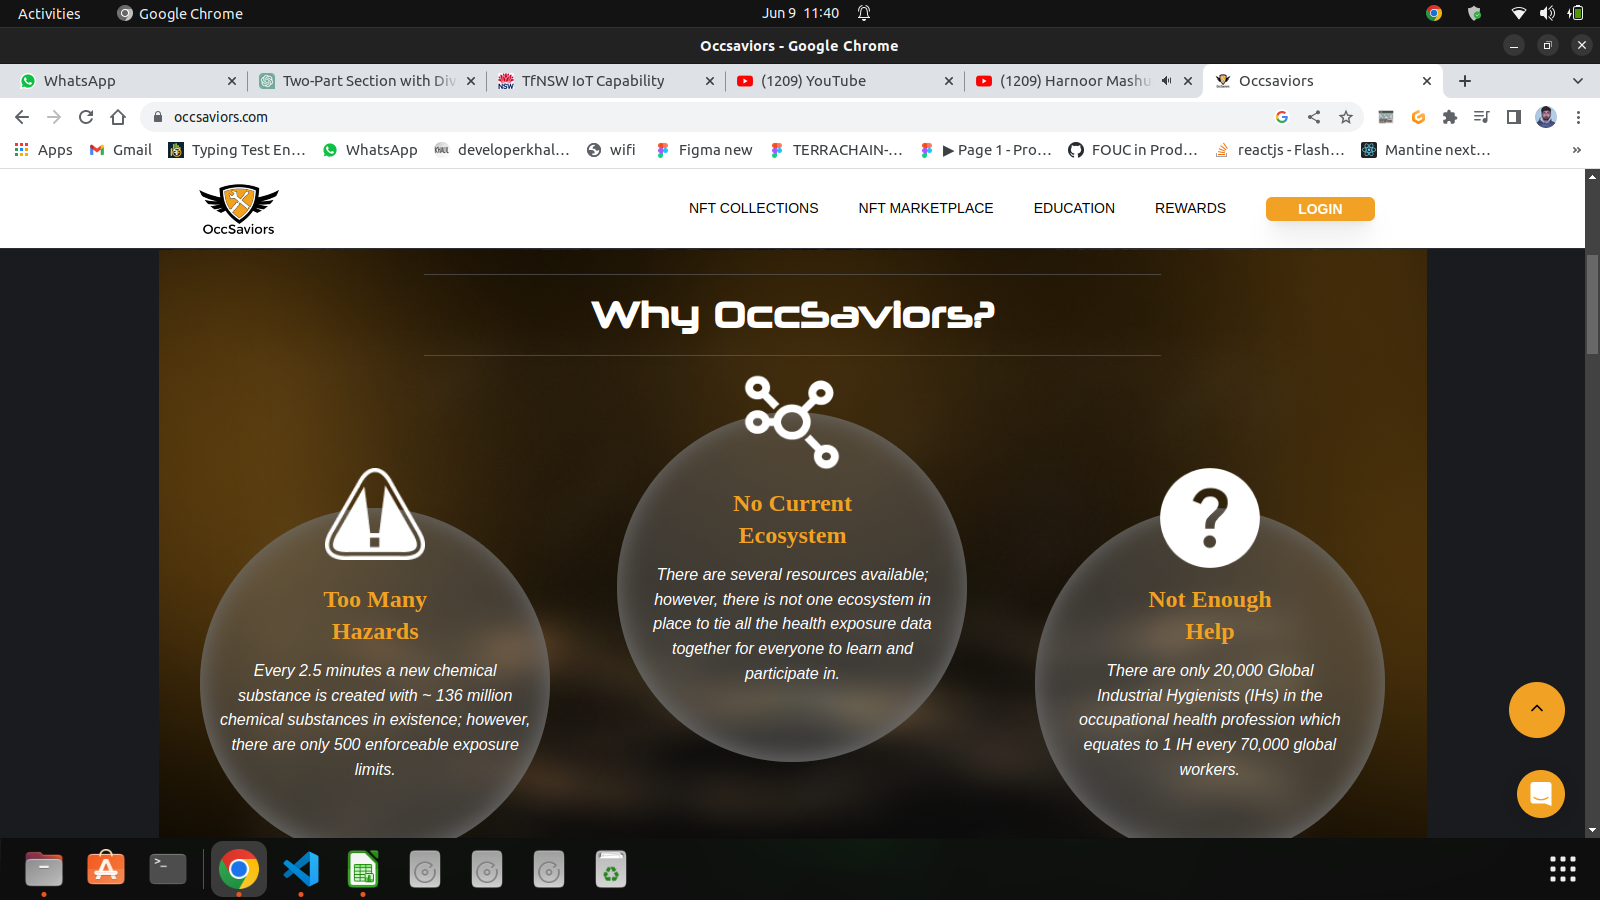 Activities
Google Chrome
Jun 9 11:40
Occsaviors - Google Chrome
WhatsApp
Two-Part Section with Div
TfNSW IoT Capability
(1209) YouTube
(1209) Harnoor Mashu
Occsaviors
occsaviors.com
Apps
Gmail
Typing Test En...
WhatsApp
developerkhal...
wifi
Figma new
TERRACHAIN-...
▶ Page 1 - Pro...
FOUC in Prod...
reactjs - Flash...
Mantine next...
»
OccSaviors
NFT COLLECTIONS
NFT MARKETPLACE
EDUCATION
REWARDS
LOGIN
Why OccSaviors?
Too Many
Hazards
Every 2.5 minutes a new chemical
substance is created with ~ 136 million
chemical substances in existence; however,
there are only 500 enforceable exposure
limits.
No Current
Ecosystem
There are several resources available;
however, there is not one ecosystem in
place to tie all the health exposure data
together for everyone to learn and
participate in.
Not Enough
Help
There are only 20,000 Global
Industrial Hygienists (IHs) in the
occupational health profession which
equates to 1 IH every 70,000 global
workers.